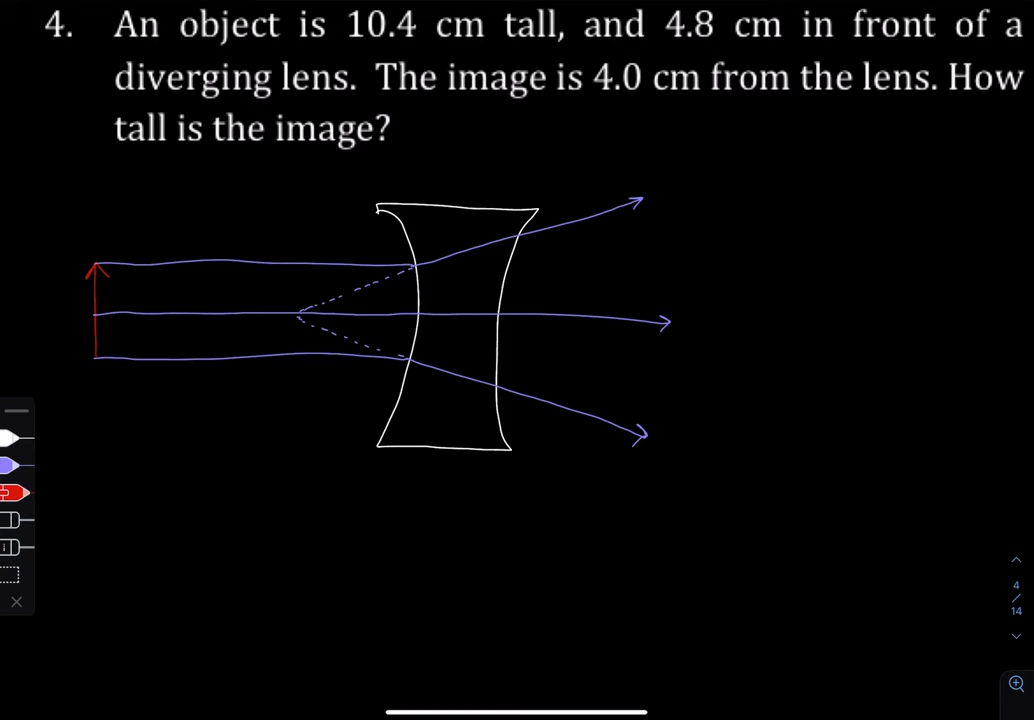 4. An object is 10.4 cm tall, and 4.8 cm in front of a
diverging lens. The image is 4.0 cm from the lens. How
tall is the image?
4
/
14